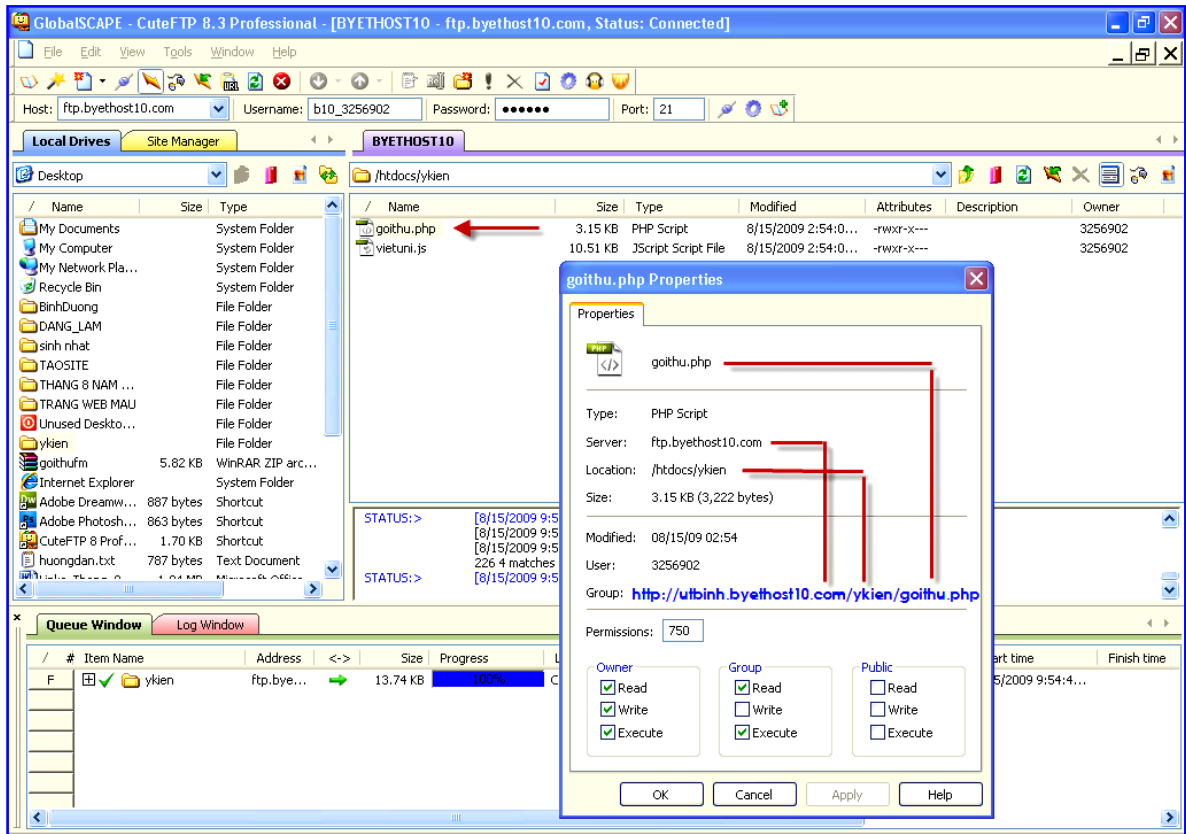 GlobalSCAPE - CuteFTP 8.3 Professional - [BYETHOST10 - ftp.byethost10.com, Status: Connected]
File Edit View Tools Window Help
Host: ftp.byethost10.com Username: b10_3256902 Password: ●●●●●● Port: 21
Local Drives Site Manager BYETHOST10
Desktop /htdocs/ykien
/ Name Size Type / Name Size Type Modified Attributes Description Owner
My Documents System Folder goithu.php 3.15 KB PHP Script 8/15/2009 2:54:0... -rwxr-x--- 3256902
My Computer System Folder vietuni.js 10.51 KB JScript Script File 8/15/2009 2:54:0... -rwxr-x--- 3256902
My Network Pla... System Folder
Recycle Bin System Folder
BinhDuong File Folder
DANG_LAM File Folder
sinh nhat File Folder
TAOSITE File Folder
THANG 8 NAM ... File Folder
TRANG WEB MAU File Folder
Unused Deskto... File Folder
ykien File Folder
goithufm 5.82 KB WinRAR ZIP arc...
Internet Explorer System Folder
Adobe Dreamw... 887 bytes Shortcut
Adobe Photosh... 863 bytes Shortcut
CuteFTP 8 Prof... 1.70 KB Shortcut
huongdan.txt 787 bytes Text Document
STATUS:> [8/15/2009 9:5
[8/15/2009 9:5
[8/15/2009 9:5
226 4 matches
STATUS:> [8/15/2009 9:5
goithu.php Properties
Properties
PHP
</>
goithu.php
Type: PHP Script
Server: ftp.byethost10.com
Location: /htdocs/ykien
Size: 3.15 KB (3,222 bytes)
Modified: 08/15/09 02:54
User: 3256902
Group: http://utbinh.byethost10.com/ykien/goithu.php
Permissions: 750
Owner Group Public
Read Read Read
Write Write Write
Execute Execute Execute
OK Cancel Apply Help
Queue Window Log Window
/ # Item Name Address <-> Size Progress L art time Finish time
F ykien ftp.bye... 13.74 KB 100% C 5/2009 9:54:4...